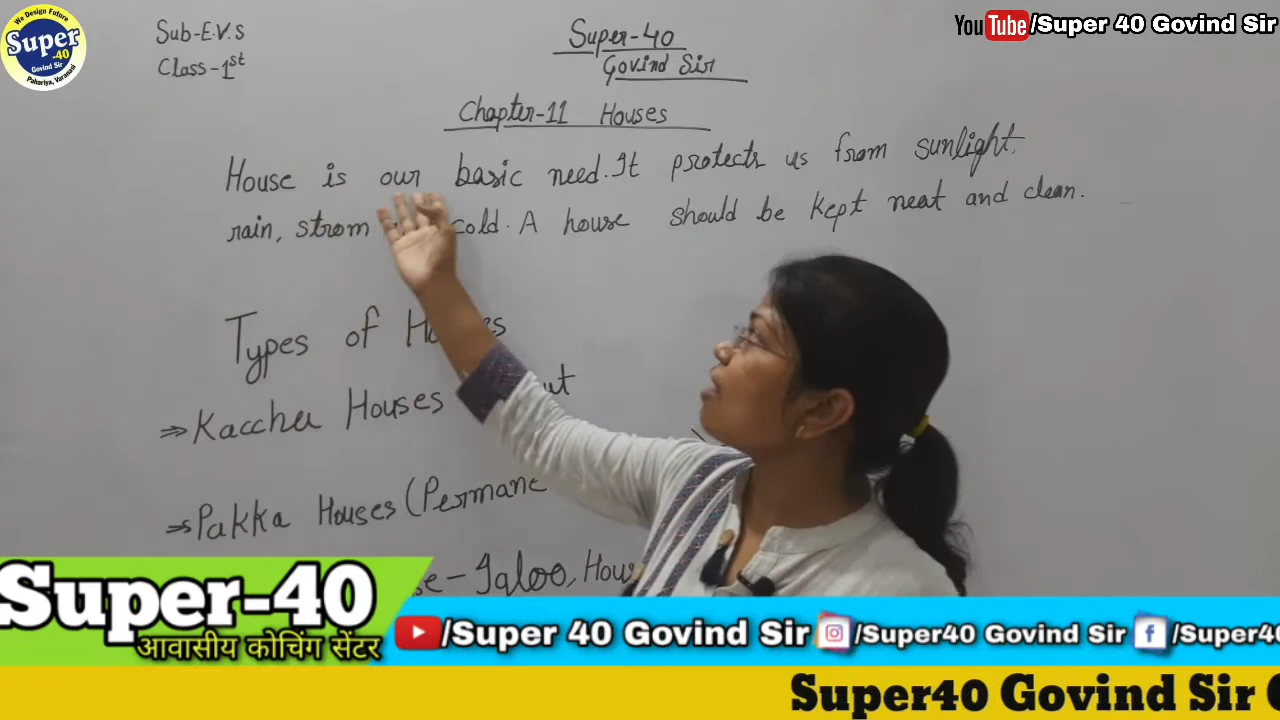 We Design Future
Super
-40
Govind Sir
Pahariya, Varanasi
Sub-E.V.S
Class-1st
Super-40
Govind Sir
YouTube/Super 40 Govind Sir
Chapter-11 Houses
House is our basic need. It protects us from sunlight.
rain, strom cold. A house should be kept neat and clean.
Types of
⇒ Kaccha Houses
⇒ Pakka Houses (Permane
Igloo,
Super-40
आवासीय कोचिंग सेंटर
/Super 40 Govind Sir /Super40 Govind Sir /Super40
Super40 Govind Sir